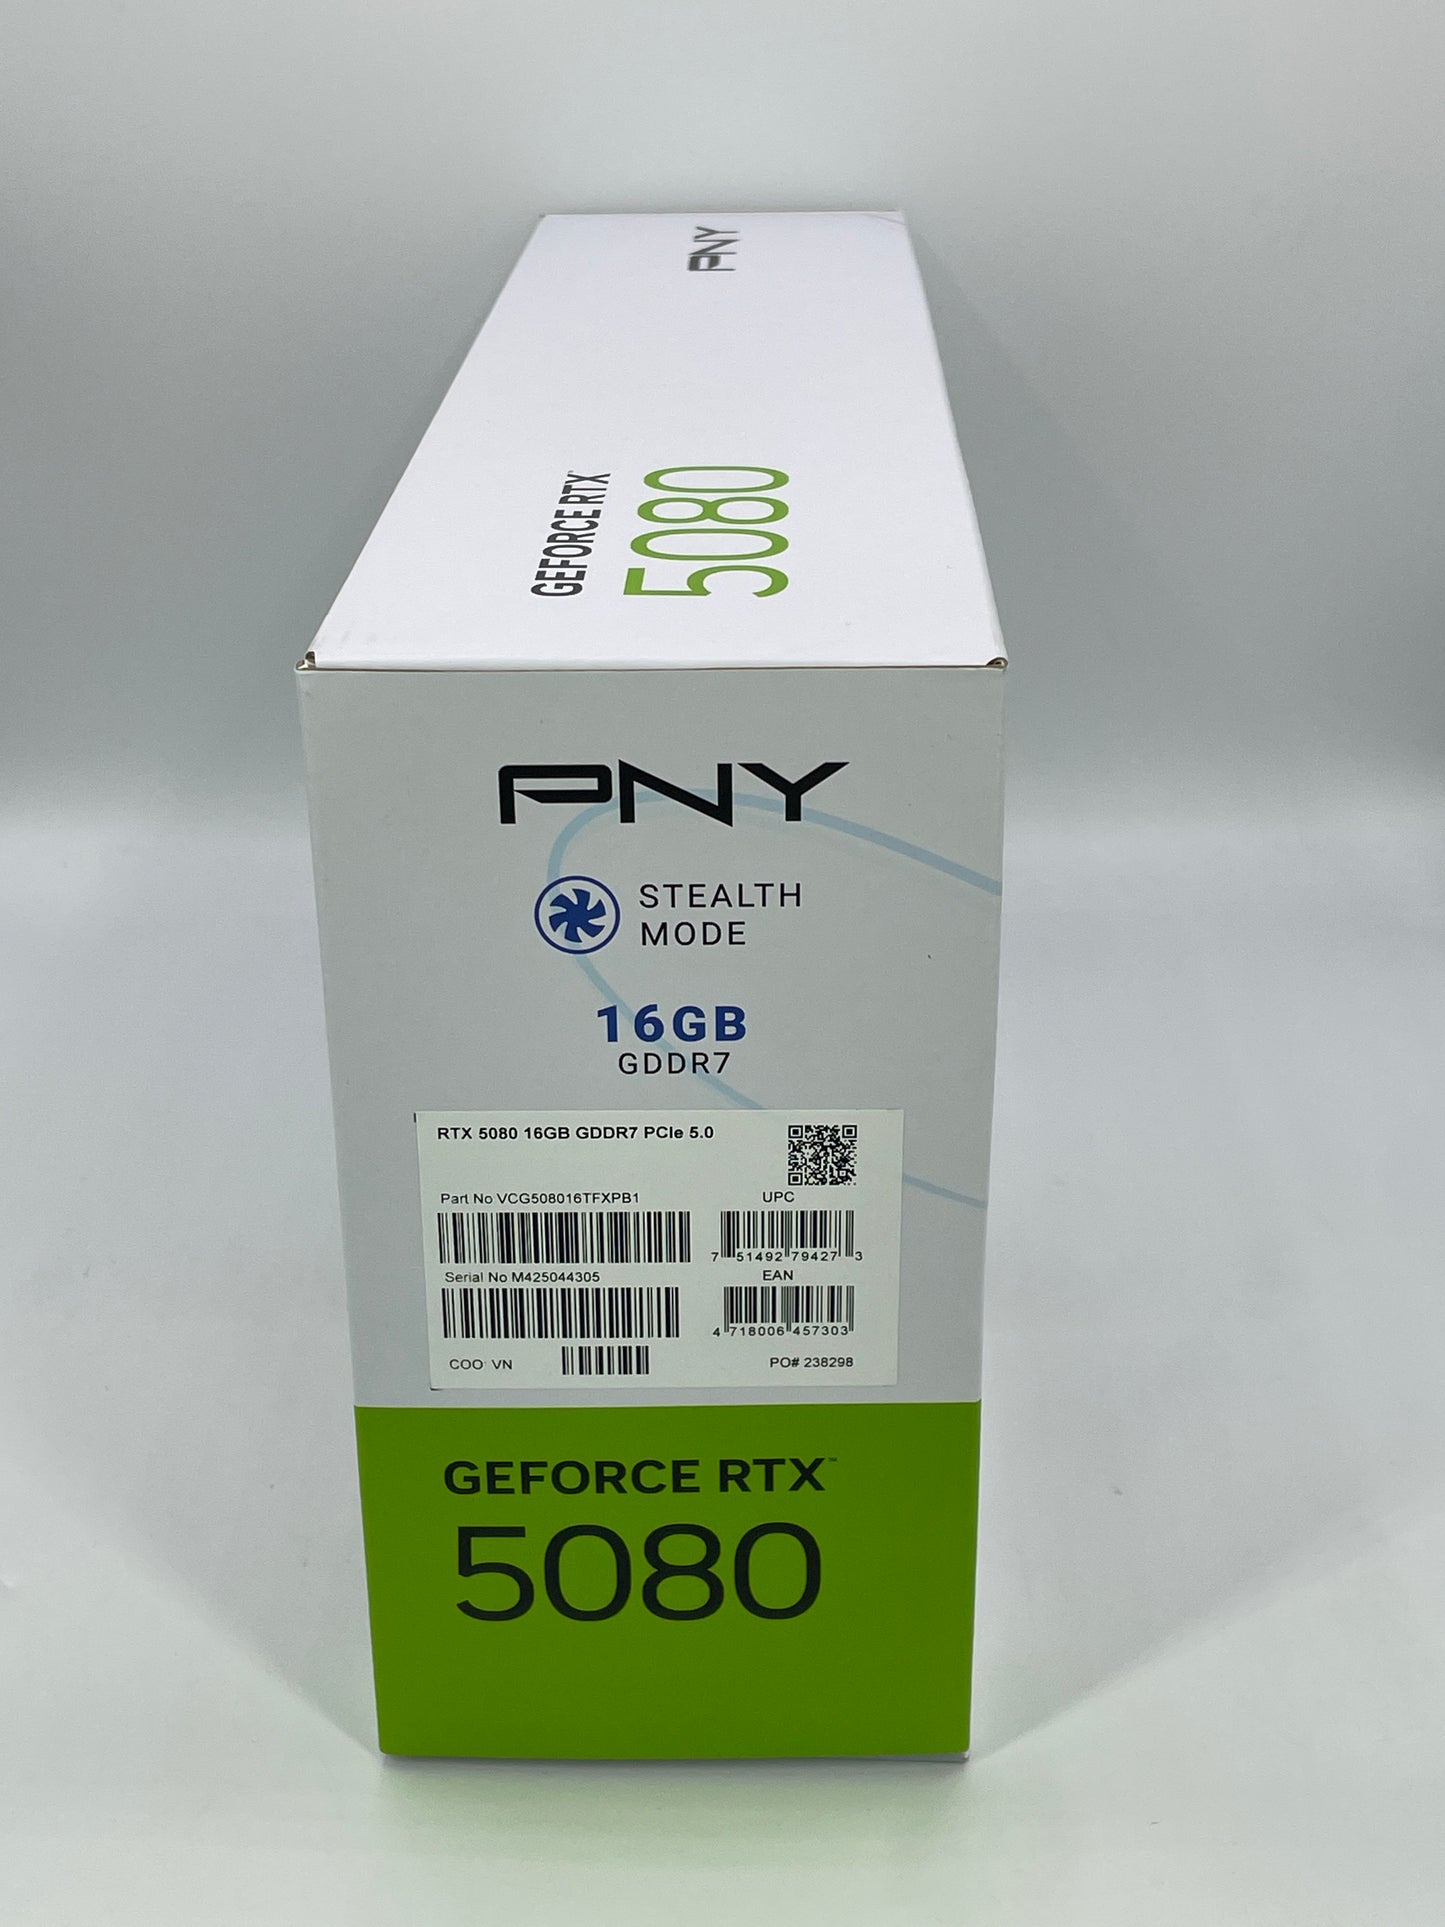 PNY
GEFORCE RTX
5080
PNY
STEALTH
MODE
16GB
GDDR7
RTX 5080 16GB GDDR7 PCIe 5.0
Part No VCG508016TFXPB1
UPC
7 51492 79427 3
Serial No M425044305
EAN
4 718006 457303
COO: VN
PO# 238298
GEFORCE RTX™
5080